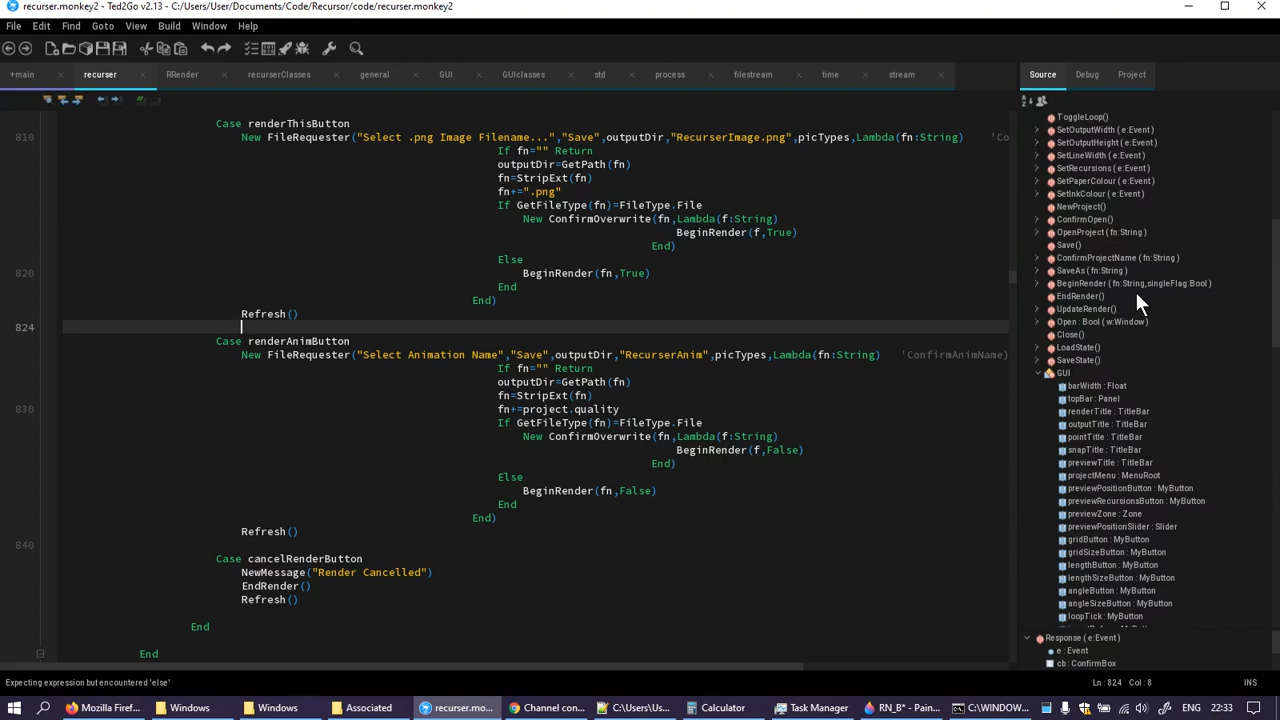 recurser.monkey2 - Ted2Go v2.13 - C:/Users/User/Documents/Code/Recursor/code/recurser.monkey2
File Edit Find Goto View Build Window Help
+main recurser RRender recurserClasses general GUI GUIclasses std process filestream time stream
Source Debug Project
Case renderThisButton
810 New FileRequester("Select .png Image Filename...","Save",outputDir,"RecurserImage.png",picTypes,Lambda(fn:String) 'Co
If fn="" Return
outputDir=GetPath(fn)
fn=StripExt(fn)
fn+=".png"
If GetFileType(fn)=FileType.File
New ConfirmOverwrite(fn,Lambda(f:String)
BeginRender(f,True)
End)
Else
820 BeginRender(fn,True)
End
End)
Refresh()
824
Case renderAnimButton
New FileRequester("Select Animation Name","Save",outputDir,"RecurserAnim",picTypes,Lambda(fn:String) 'ConfirmAnimName)
If fn="" Return
outputDir=GetPath(fn)
fn=StripExt(fn)
830 fn+=project.quality
If GetFileType(fn)=FileType.File
New ConfirmOverwrite(fn,Lambda(f:String)
BeginRender(f,False)
End)
Else
BeginRender(fn,False)
End
End)
Refresh()
840
Case cancelRenderButton
NewMessage("Render Cancelled")
EndRender()
Refresh()
End
End
ToggleLoop()
SetOutputWidth ( e:Event )
SetOutputHeight ( e:Event )
SetLineWidth ( e:Event )
SetRecursions ( e:Event )
SetPaperColour ( e:Event )
SetInkColour ( e:Event )
NewProject()
ConfirmOpen()
OpenProject ( fn:String )
Save()
ConfirmProjectName ( fn:String )
SaveAs ( fn:String )
BeginRender ( fn:String,singleFlag:Bool )
EndRender()
UpdateRender()
Open : Bool ( w:Window )
Close()
LoadState()
SaveState()
GUI
barWidth : Float
topBar : Panel
renderTitle : TitleBar
outputTitle : TitleBar
pointTitle : TitleBar
snapTitle : TitleBar
previewTitle : TitleBar
projectMenu : MenuRoot
previewPositionButton : MyButton
previewRecursionsButton : MyButton
previewZone : Zone
previewPositionSlider : Slider
gridButton : MyButton
gridSizeButton : MyButton
lengthButton : MyButton
lengthSizeButton : MyButton
angleButton : MyButton
angleSizeButton : MyButton
loopTick : MyButton
Response ( e:Event )
e : Event
cb : ConfirmBox
Expecting expression but encountered 'else' Ln : 824 Col : 8 INS
Mozilla Firef... Windows Windows Associated recurser.mo... Channel con... C:\Users\Us... Calculator Task Manager RN_B* - Pain... C:\WINDOW... ENG 22:33